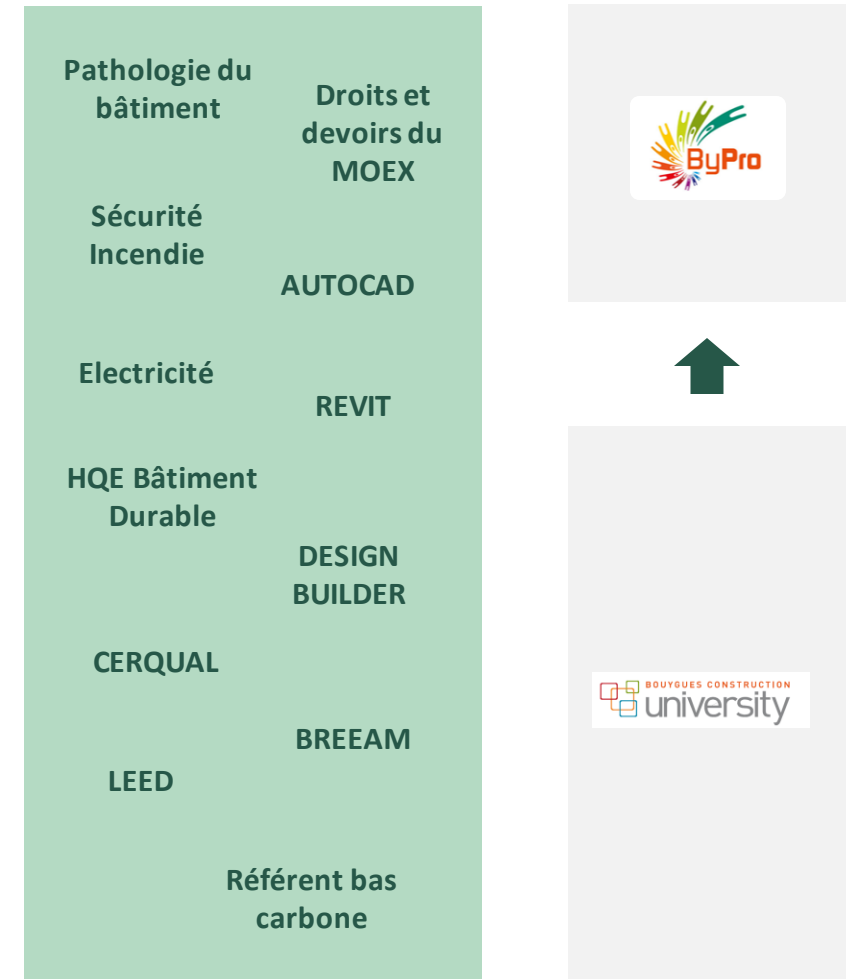 Pathologie du
bâtiment
Droits et
devoirs du
MOEX
Sécurité
Incendie
AUTOCAD
Electricité
REVIT
HQE Bâtiment
Durable
DESIGN
BUILDER
CERQUAL
BREEAM
LEED
Référent bas
carbone
ByPro
BOUYGUES CONSTRUCTION
university